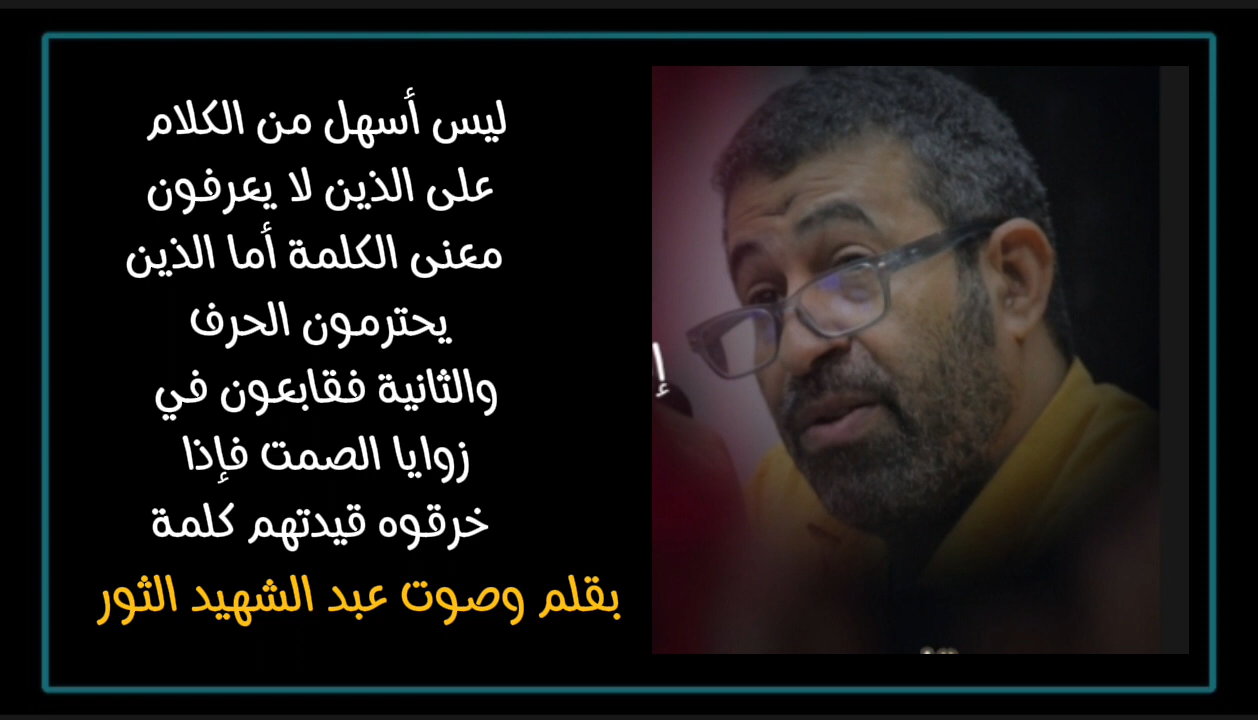 ليس أسهل من الكلام
على الذين لا يعرفون
معنى الكلمة أما الذين
يحترمون الحرف
والثانية فقابعون في
زوايا الصمت فإذا
خرقوه قيدتهم كلمة
بقلم وصوت عبد الشهيد الثور
إ